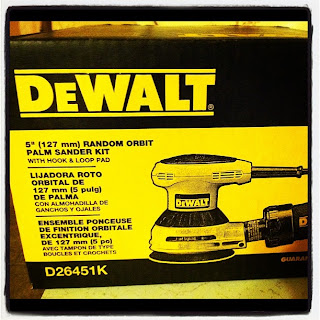 DEWALT®
5" (127 mm) RANDOM ORBIT
PALM SANDER KIT
WITH HOOK & LOOP PAD
LIJADORA ROTO
ORBITAL DE
127 mm (5 pulg)
DE PALMA
CON ALMOHADILLA DE
GANCHOS Y OJALES
ENSEMBLE PONCEUSE
DE FINITION ORBITALE
EXCENTRIQUE,
DE 127 mm (5 po)
AVEC TAMPON DE TYPE
BOUCLES ET CROCHETS
D26451K
DEWALT